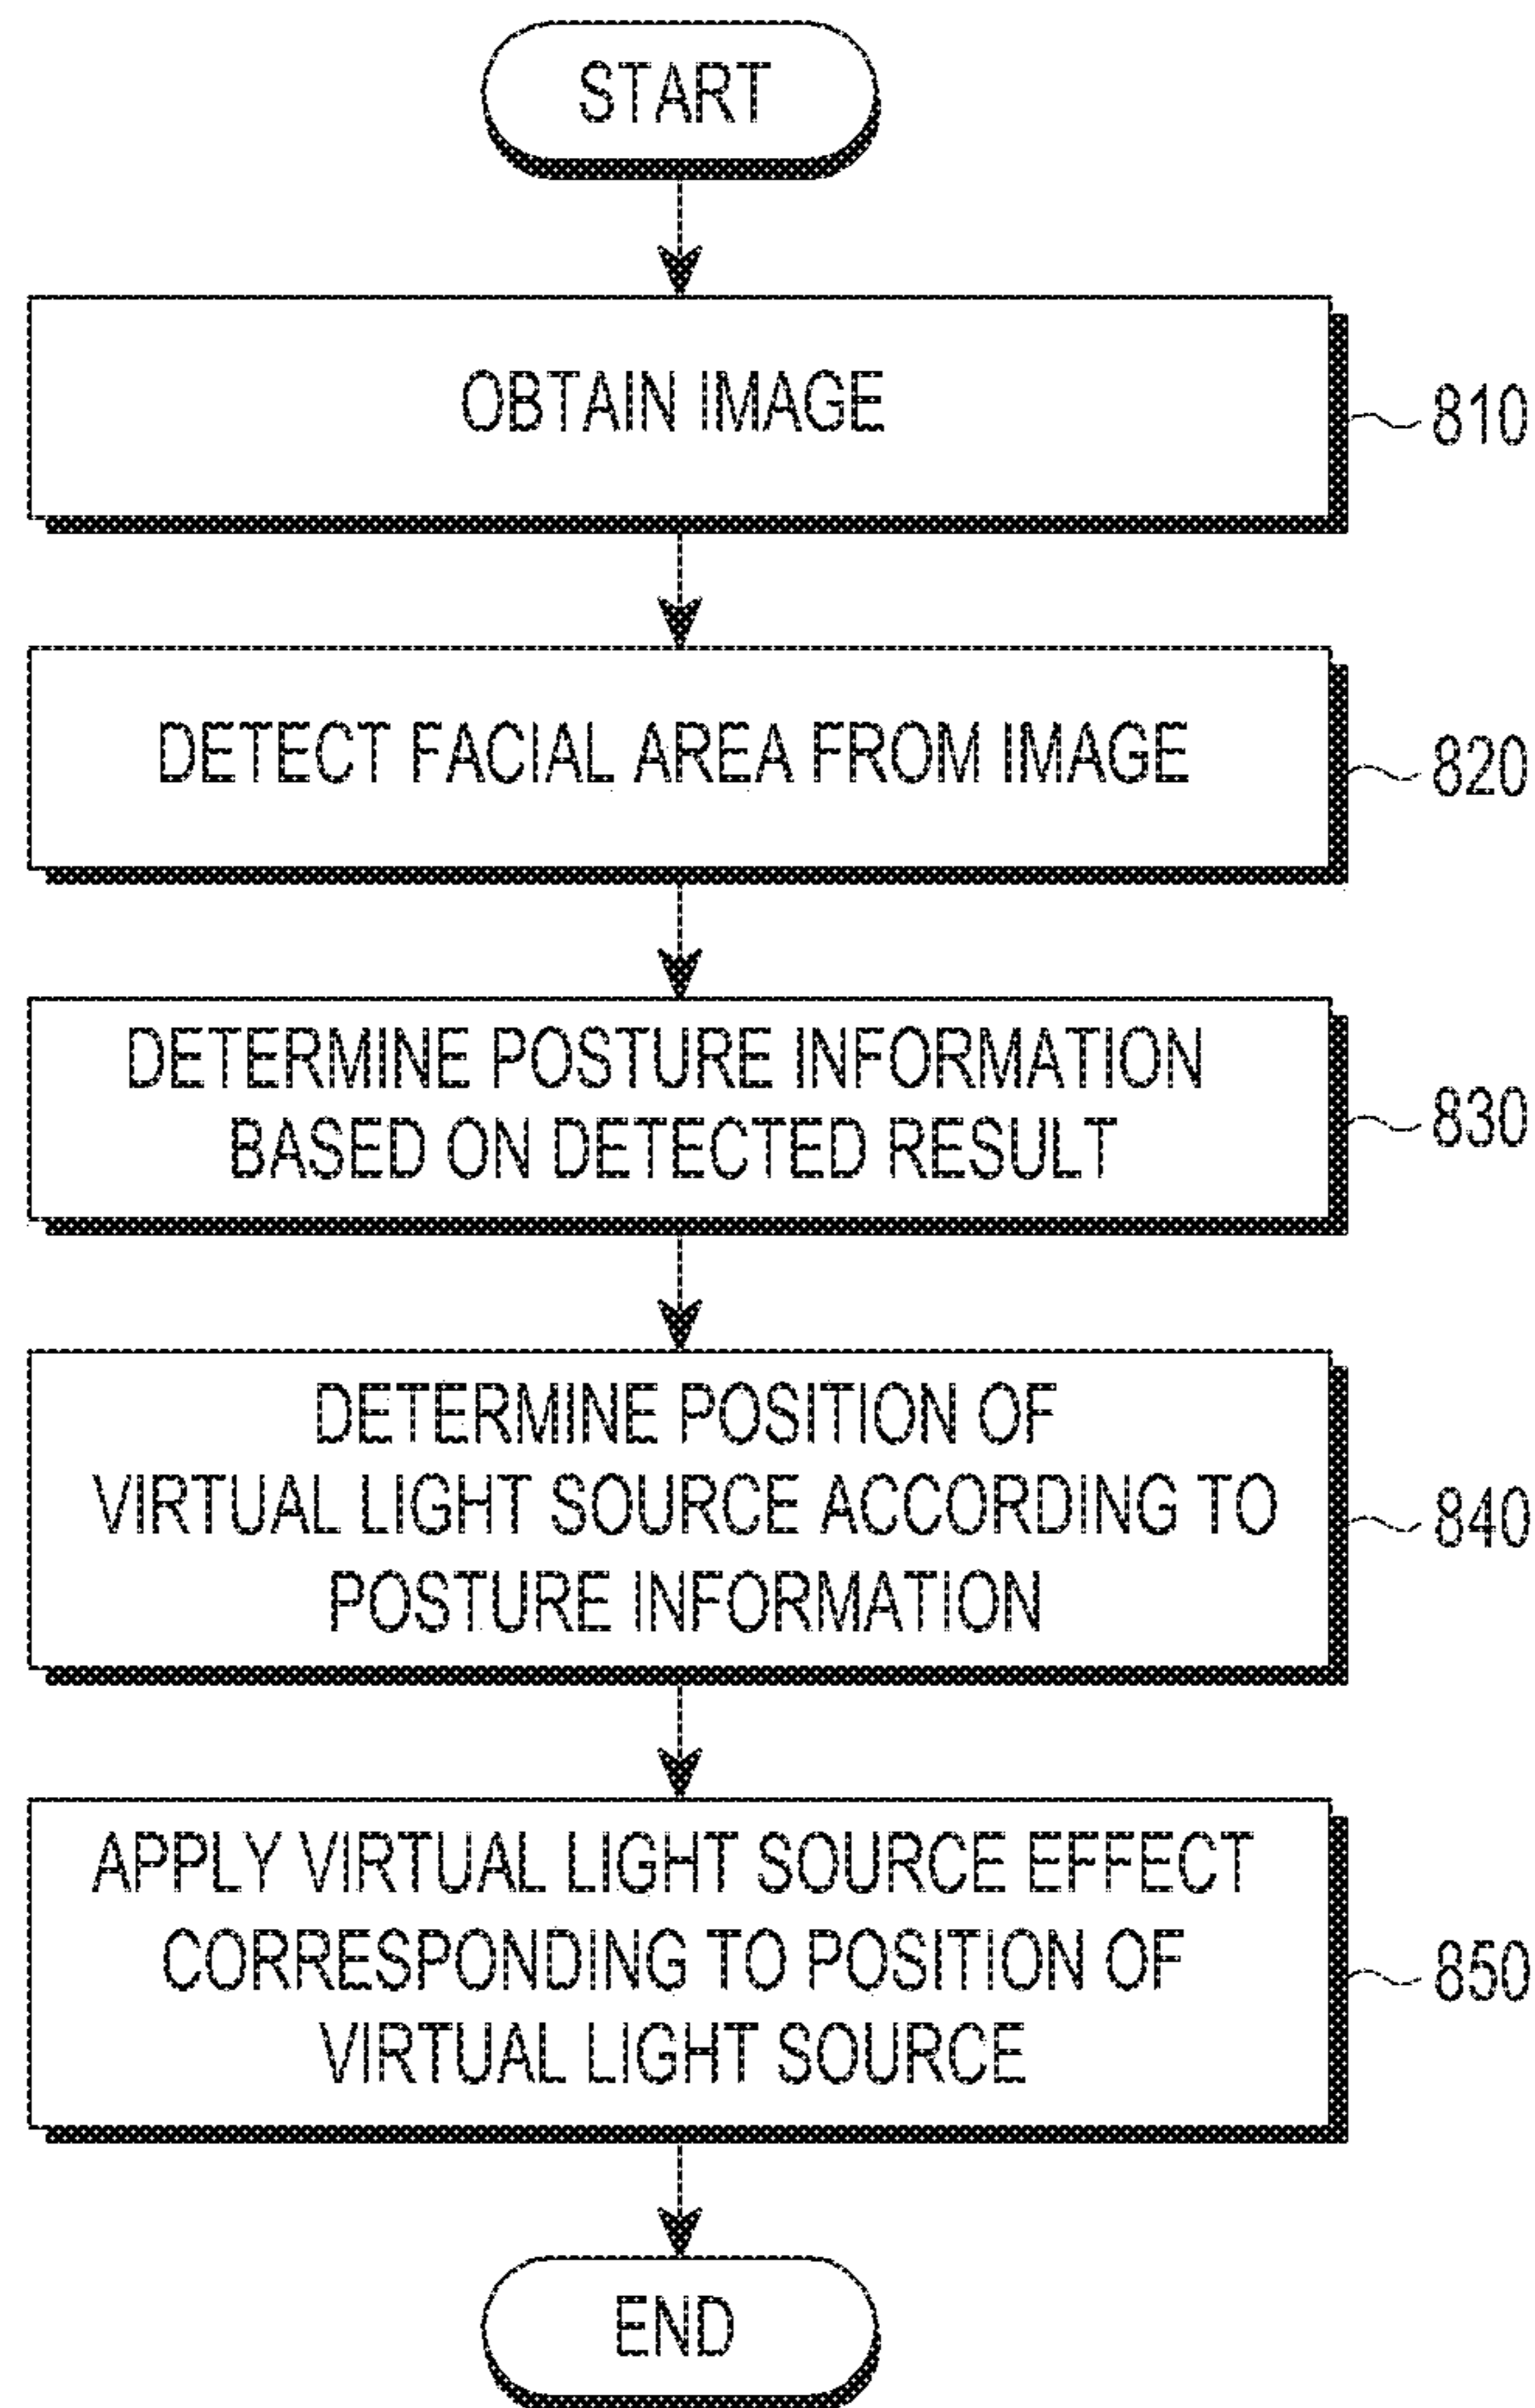 START
OBTAIN IMAGE
810
DETECT FACIAL AREA FROM IMAGE
820
DETERMINE POSTURE INFORMATION
BASED ON DETECTED RESULT
830
DETERMINE POSITION OF
VIRTUAL LIGHT SOURCE ACCORDING TO
POSTURE INFORMATION
840
APPLY VIRTUAL LIGHT SOURCE EFFECT
CORRESPONDING TO POSITION OF
VIRTUAL LIGHT SOURCE
850
END